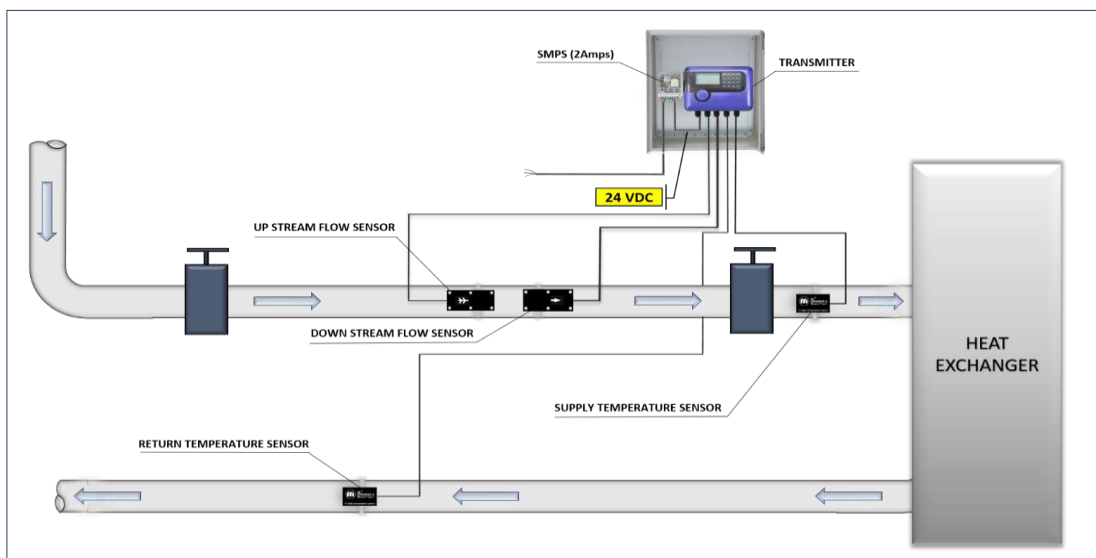 SMPS (2Amps)
TRANSMITTER
24 VDC
UP STREAM FLOW SENSOR
DOWN STREAM FLOW SENSOR
HEAT
EXCHANGER
SUPPLY TEMPERATURE SENSOR
RETURN TEMPERATURE SENSOR